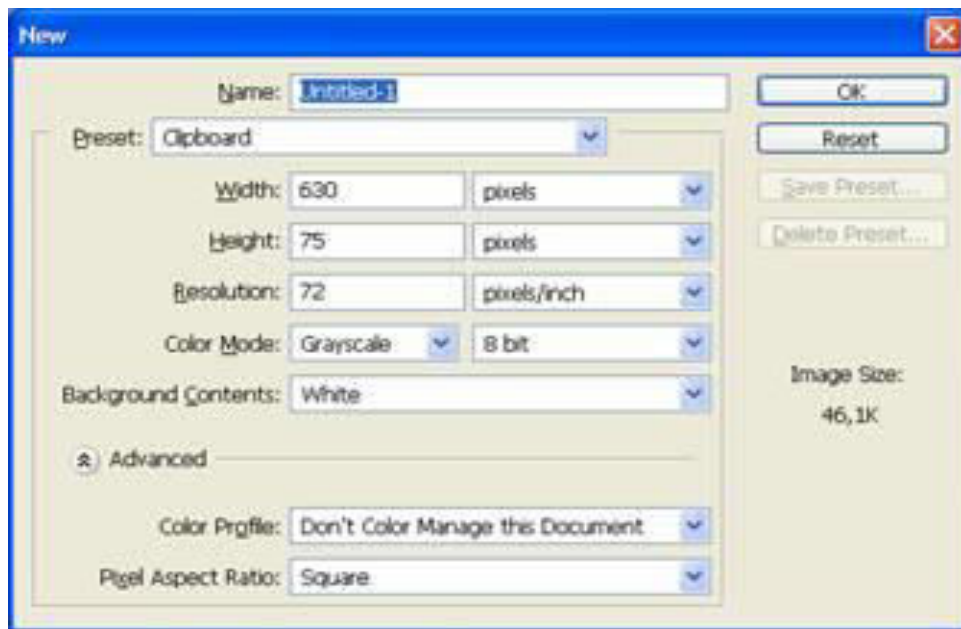 New
Name: Untitled-1
OK
Preset: Clipboard
Reset
Width: 630 pixels
Save Preset...
Height: 75 pixels
Delete Preset...
Resolution: 72 pixels/inch
Color Mode: Grayscale 8 bit
Image Size:
46,1K
Background Contents: White
Advanced
Color Profile: Don't Color Manage this Document
Pixel Aspect Ratio: Square